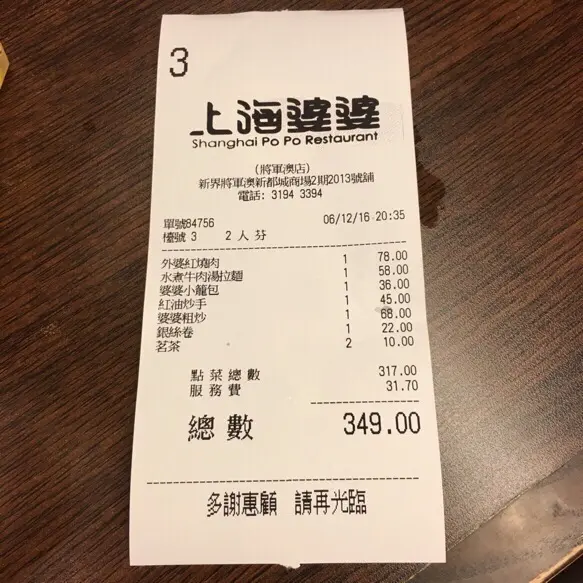 3
上海婆婆
Shanghai Po Po Restaurant
(將軍澳店)
新界將軍澳新都城商場2期2013號舖
電話: 3194 3394
單號84756 06/12/16 20:35
檯號 3 2 人 芬
外婆紅燒肉 1 78.00
水煮牛肉湯拉麵 1 58.00
婆婆小籠包 1 36.00
紅油炒手 1 45.00
婆婆粗炒 1 68.00
銀絲卷 1 22.00
茗茶 2 10.00
點菜總數 317.00
服務費 31.70
總數 349.00
多謝惠顧 請再光臨